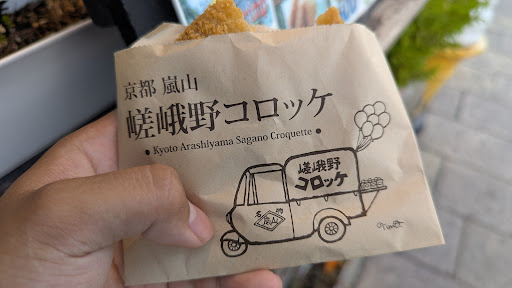 京都 嵐山
嵯峨野コロッケ
• Kyoto Arashiyama Sagano Croquette •
嵯峨野
コロッケ